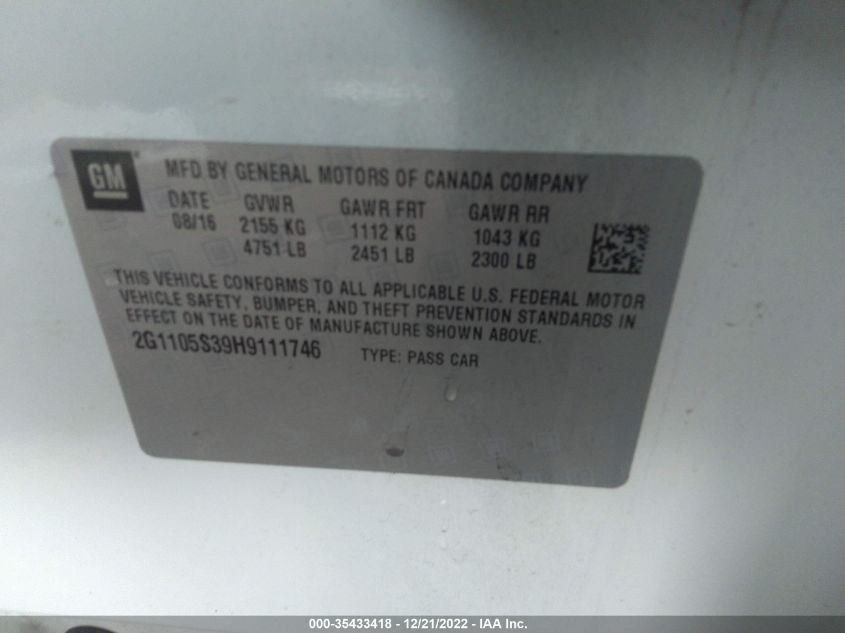 GM
MFD BY GENERAL MOTORS OF CANADA COMPANY
DATE GVWR GAWR FRT GAWR RR
08/16 2155 KG 1112 KG 1043 KG
4751 LB 2451 LB 2300 LB
THIS VEHICLE CONFORMS TO ALL APPLICABLE U.S. FEDERAL MOTOR
VEHICLE SAFETY, BUMPER, AND THEFT PREVENTION STANDARDS IN
EFFECT ON THE DATE OF MANUFACTURE SHOWN ABOVE.
2G1105S39H9111746 TYPE: PASS CAR
000-35433418 - 12/21/2022 - IAA Inc.